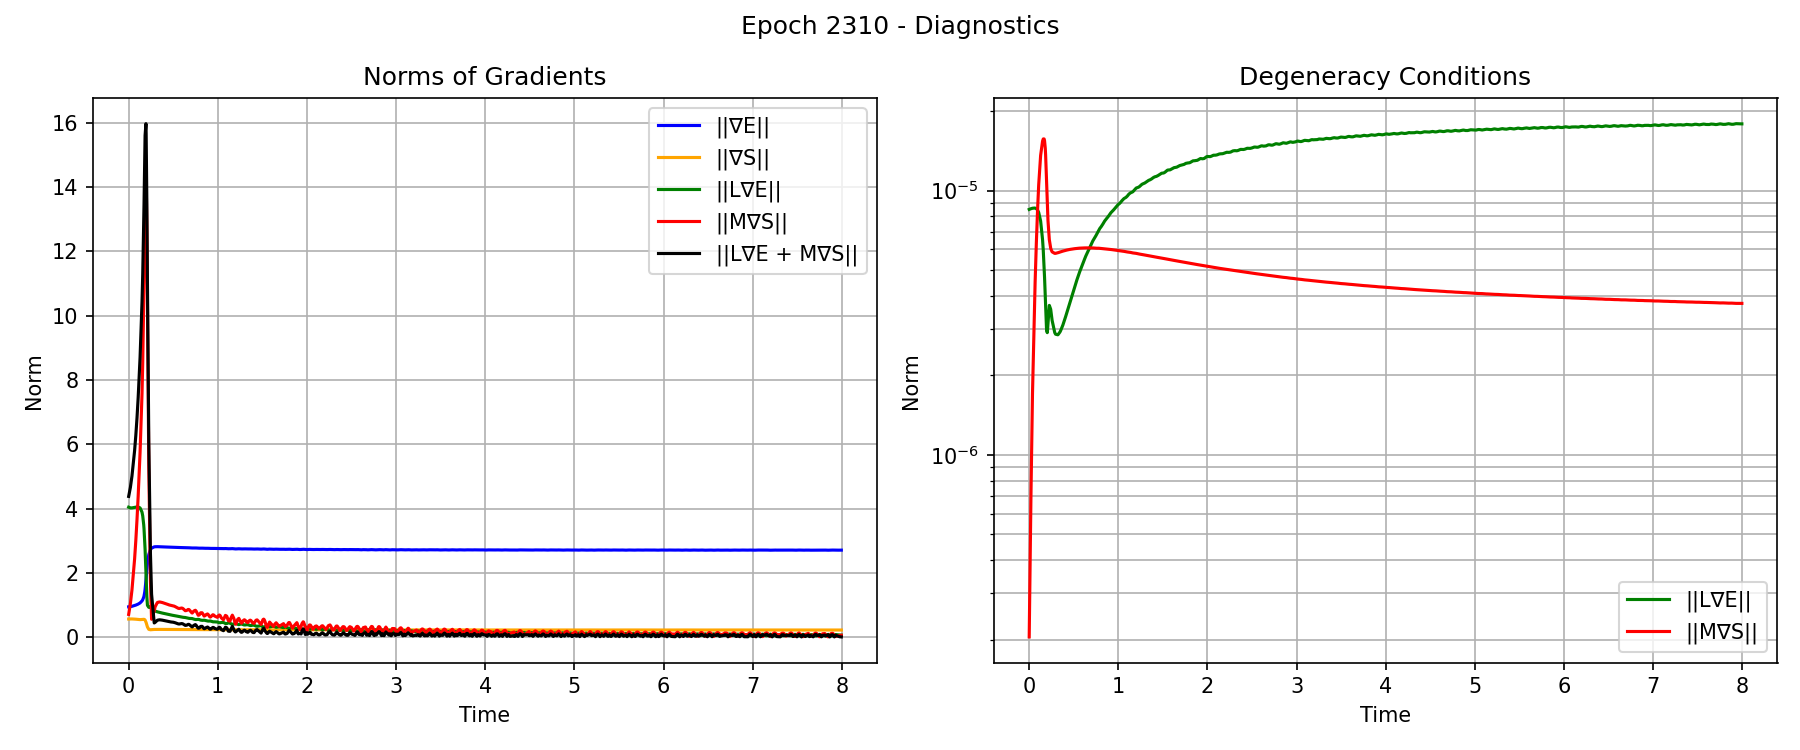 Epoch 2310 - Diagnostics
Norms of Gradients
Norm
16
14
12
10
8
6
4
2
0
||∇E||
||∇S||
||L∇E||
||M∇S||
||L∇E + M∇S||
0 1 2 3 4 5 6 7 8
Time
Degeneracy Conditions
Norm
10⁻⁵
10⁻⁶
||L∇E||
||M∇S||
0 1 2 3 4 5 6 7 8
Time